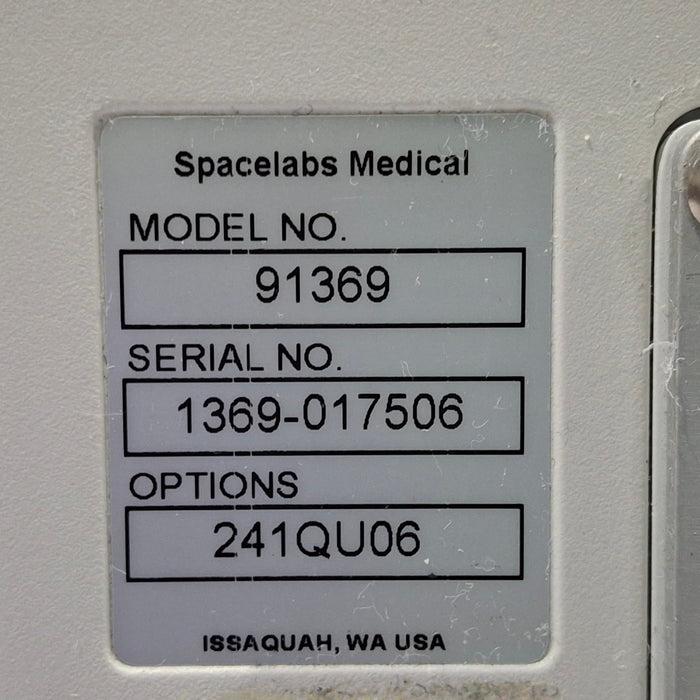 Spacelabs Medical
MODEL NO.
91369
SERIAL NO.
1369-017506
OPTIONS
241QU06
ISSAQUAH, WA USA